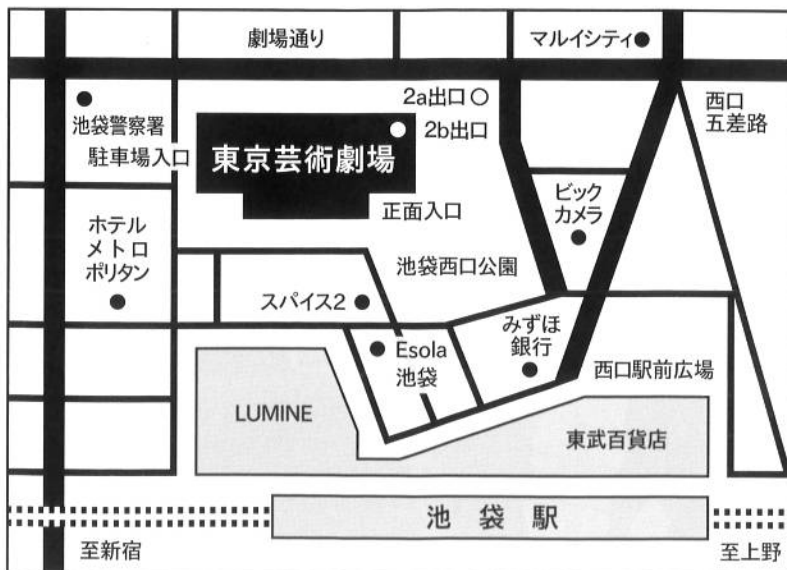 劇場通り
マルイシティ
2a出口
西口
五差路
池袋警察署
2b出口
駐車場入口
東京芸術劇場
正面入口
ビック
カメラ
ホテル
メトロ
ポリタン
池袋西口公園
スパイス2
みずほ
銀行
Esola
池袋
西口駅前広場
LUMINE
東武百貨店
池袋駅
至新宿
至上野